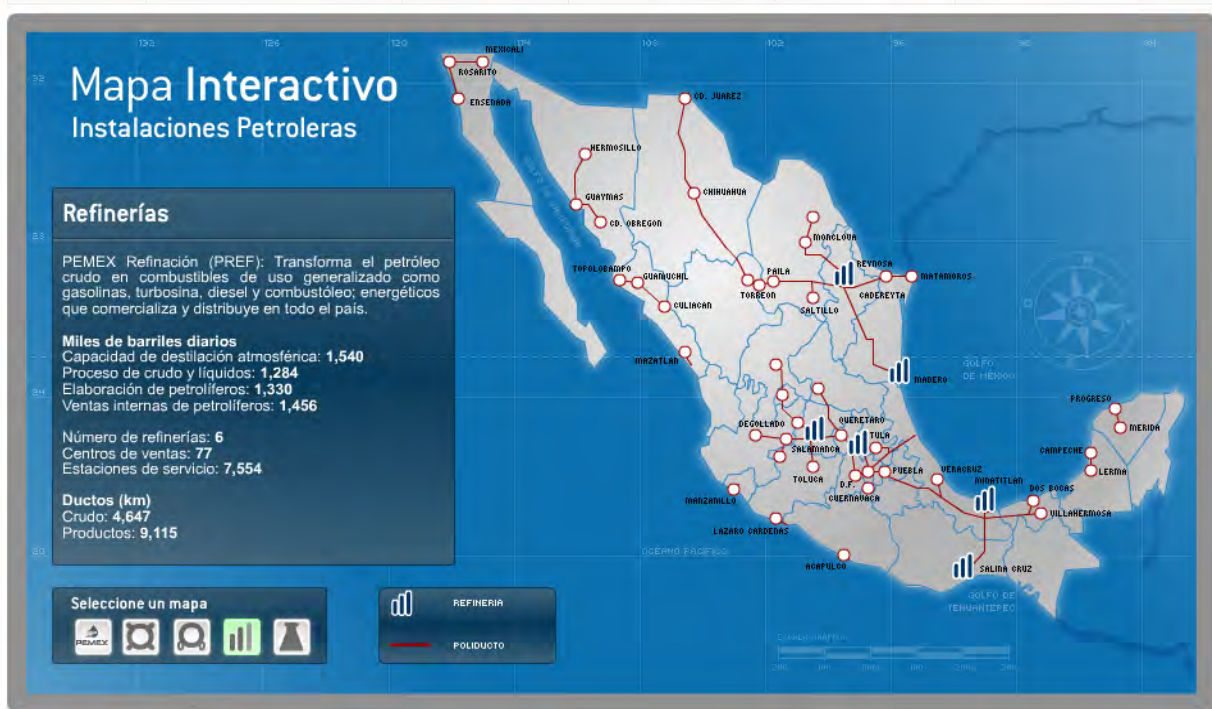 Mapa Interactivo
Instalaciones Petroleras
Refinerías
PEMEX Refinación (PREF): Transforma el petróleo
crudo en combustibles de uso generalizado como
gasolinas, turbosina, diesel y combustóleo; energéticos
que comercializa y distribuye en todo el país.
Miles de barriles diarios
Capacidad de destilación atmosférica: 1,540
Proceso de crudo y líquidos: 1,284
Elaboración de petrolíferos: 1,330
Ventas internas de petrolíferos: 1,456
Número de refinerías: 6
Centros de ventas: 77
Estaciones de servicio: 7,554
Ductos (km)
Crudo: 4,647
Productos: 9,115
Seleccione un mapa
PEMEX
REFINERIA
POLIDUCTO
132
126
120
114
108
102
96
MEXICALI
ROSARITO
ENSENADA
CD. JUAREZ
HERMOSILLO
GUAYMAS
CD. OBREGON
CHIHUAHUA
MONCLOVA
REYNOSA
MATAMOROS
CADEREYTA
TOPOLOBAMPO
GUAMUCHIL
CULIACAN
PAILA
TORREON
SALTILLO
MAZATLAN
MADERO
GOLFO
DE MEXICO
PROGRESO
MERIDA
CAMPECHE
LERMA
DEGOLLADO
QUERETARO
TULA
SALAMANCA
TOLUCA
D.F.
PUEBLA
CUERNAVACA
VERACRUZ
MINATITLAN
DOS BOCAS
VILLAHERMOSA
MANZANILLO
LAZARO CARDENAS
ACAPULCO
SALINA CRUZ
OCEANO PACIFICO
GOLFO DE
TEHUANTEPEC